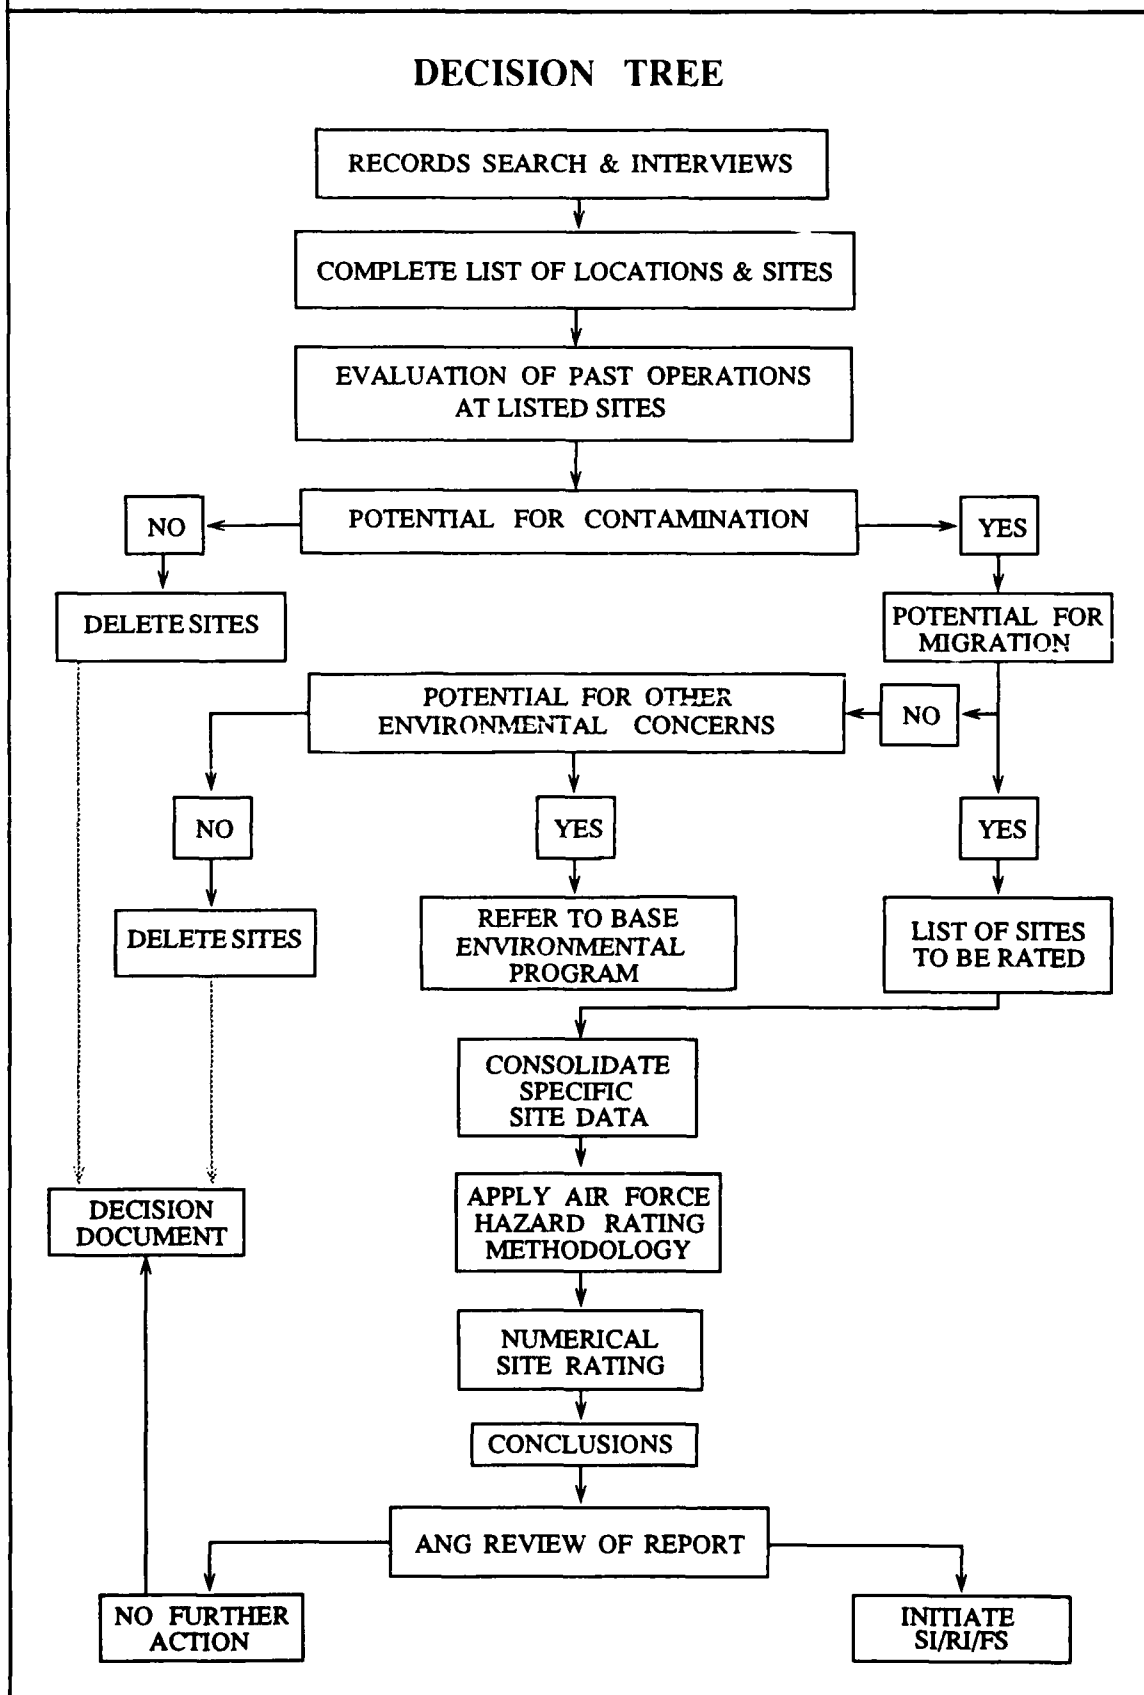 DECISION TREE
RECORDS SEARCH & INTERVIEWS
COMPLETE LIST OF LOCATIONS & SITES
EVALUATION OF PAST OPERATIONS
AT LISTED SITES
NO
POTENTIAL FOR CONTAMINATION
YES
DELETE SITES
POTENTIAL FOR
MIGRATION
POTENTIAL FOR OTHER
ENVIRONMENTAL CONCERNS
NO
NO
YES
YES
DELETE SITES
REFER TO BASE
ENVIRONMENTAL
PROGRAM
LIST OF SITES
TO BE RATED
CONSOLIDATE
SPECIFIC
SITE DATA
DECISION
DOCUMENT
APPLY AIR FORCE
HAZARD RATING
METHODOLOGY
NUMERICAL
SITE RATING
CONCLUSIONS
ANG REVIEW OF REPORT
NO FURTHER
ACTION
INITIATE
SI/RI/FS